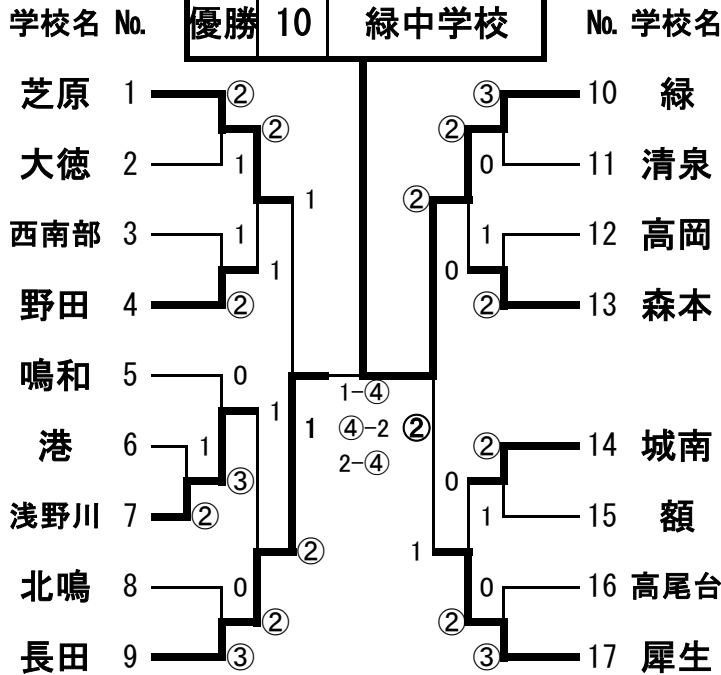 学校名 No. 優勝 10 緑中学校 No. 学校名
芝原 1 ② ③ 10 緑
② ②
大徳 2 1 0 11 清泉
1 ②
西南部 3 1 1 12 高岡
1 0
野田 4 ② ② 13 森本
鳴和 5 0
1-④
1 1 ④-2 ②
港 6 1 ② 14 城南
2-④
③ 0
浅野川 7 ② 1 15 額
② 1
北鳴 8 0 0 16 高尾台
② ②
長田 9 ③ ③ 17 犀生